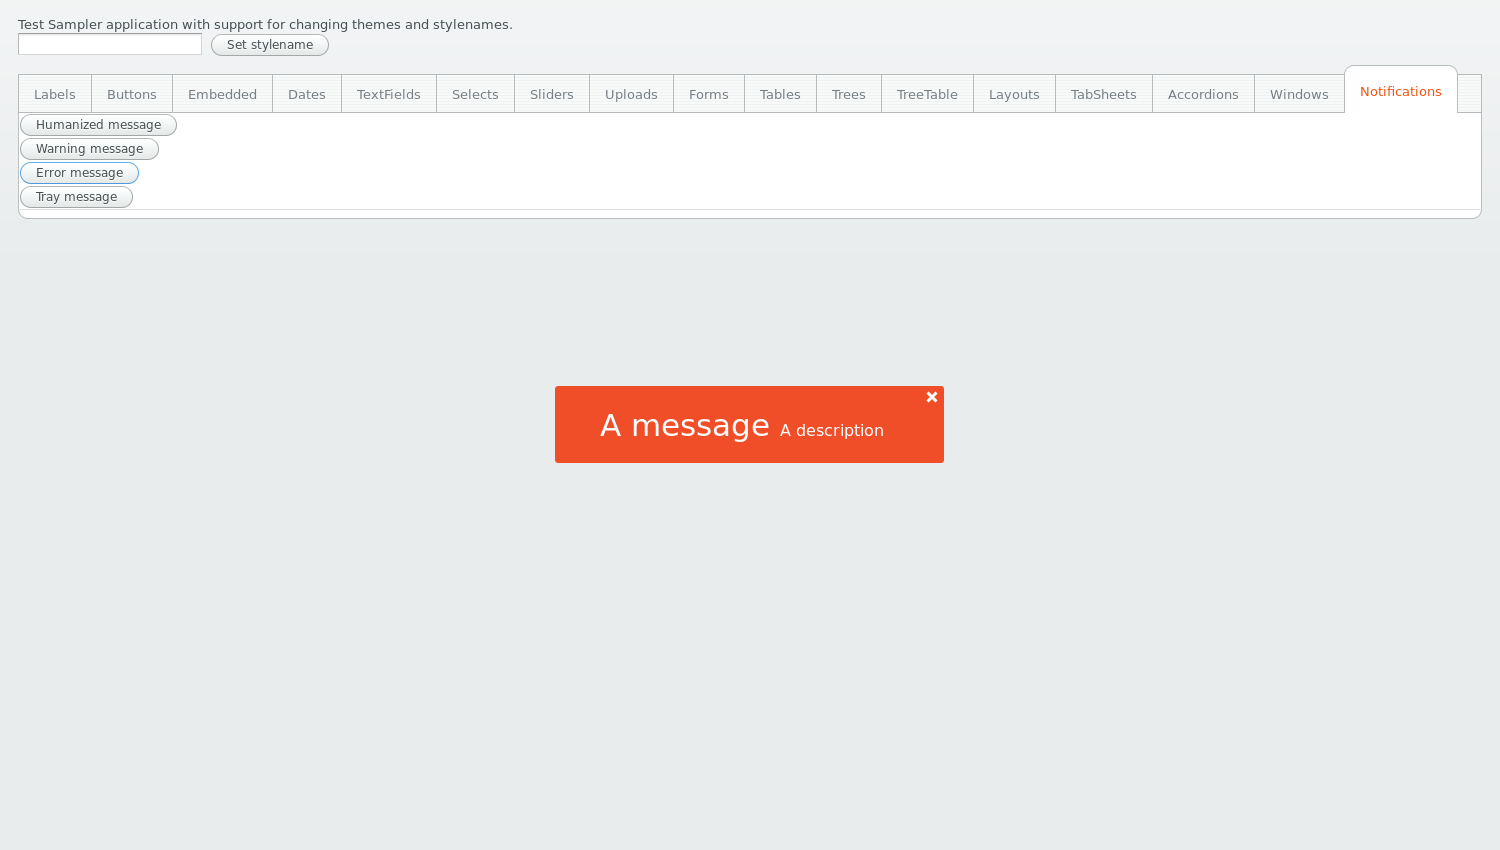 Test Sampler application with support for changing themes and stylenames.
Set stylename
Labels Buttons Embedded Dates TextFields Selects Sliders Uploads Forms Tables Trees TreeTable Layouts TabSheets Accordions Windows Notifications
Humanized message
Warning message
Error message
Tray message
A message A description